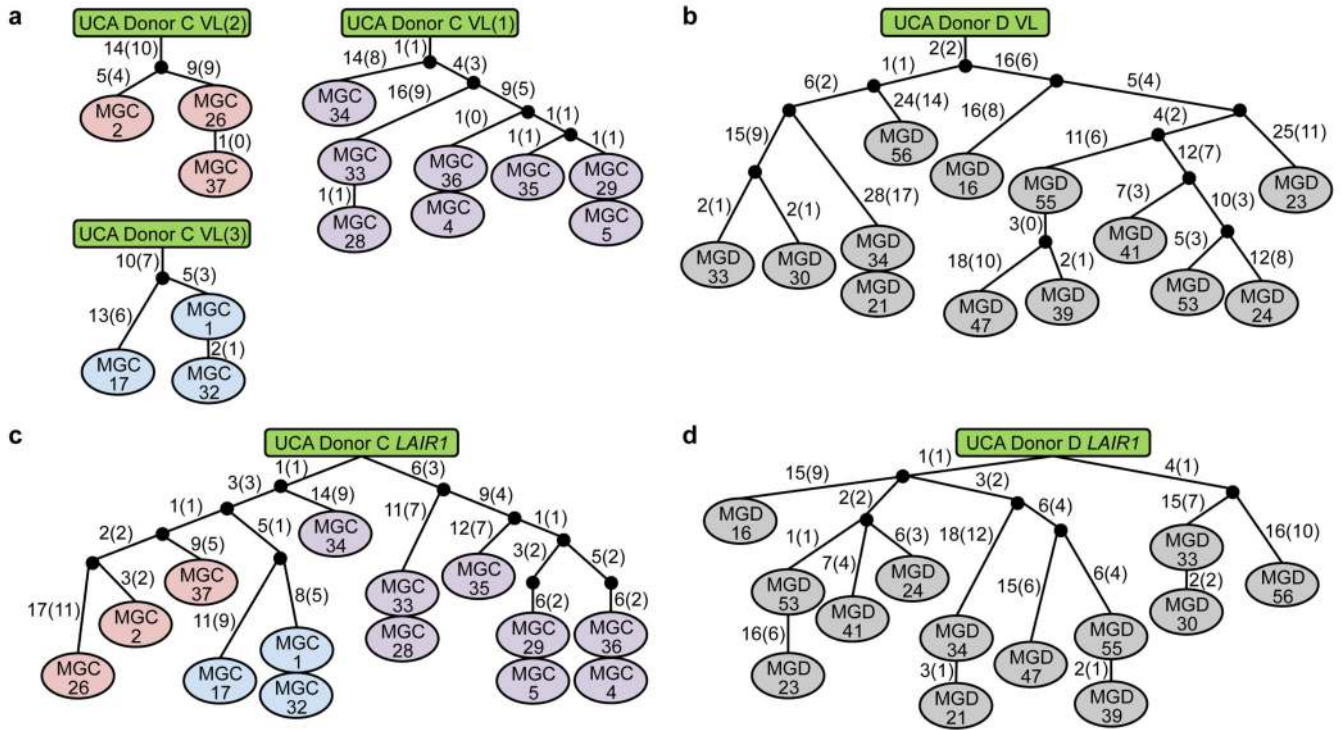 a
UCA Donor C VL(2)
14(10)
5(4)
9(9)
MGC
2
MGC
26
1(0)
MGC
37
UCA Donor C VL(1)
1(1)
14(8)
4(3)
MGC
34
16(9)
9(5)
1(0)
1(1)
1(1)
1(1)
MGC
33
MGC
36
MGC
35
MGC
29
1(1)
MGC
28
MGC
4
MGC
5
UCA Donor C VL(3)
10(7)
5(3)
13(6)
MGC
1
2(1)
MGC
17
MGC
32
b
UCA Donor D VL
2(2)
1(1)
16(6)
6(2)
24(14)
16(8)
5(4)
4(2)
15(9)
MGD
56
11(6)
25(11)
12(7)
MGD
16
MGD
55
MGD
23
28(17)
7(3)
10(3)
2(1)
2(1)
3(0)
MGD
41
5(3)
12(8)
MGD
33
MGD
30
MGD
34
MGD
21
18(10)
2(1)
MGD
47
MGD
39
MGD
53
MGD
24
c
UCA Donor C LAIR1
1(1)
6(3)
3(3)
14(9)
11(7)
9(4)
1(1)
5(1)
MGC
34
12(7)
1(1)
2(2)
9(5)
3(2)
5(2)
3(2)
MGC
37
8(5)
MGC
33
MGC
35
17(11)
MGC
2
11(9)
6(2)
6(2)
MGC
28
MGC
26
MGC
17
MGC
1
MGC
32
MGC
29
MGC
5
MGC
36
MGC
4
d
UCA Donor D LAIR1
1(1)
4(1)
15(9)
2(2)
3(2)
MGD
16
1(1)
6(3)
18(12)
6(4)
15(7)
16(10)
7(4)
MGD
24
MGD
33
MGD
53
MGD
41
15(6)
6(4)
2(2)
MGD
56
16(6)
MGD
30
MGD
23
MGD
34
3(1)
MGD
21
MGD
47
MGD
55
2(1)
MGD
39